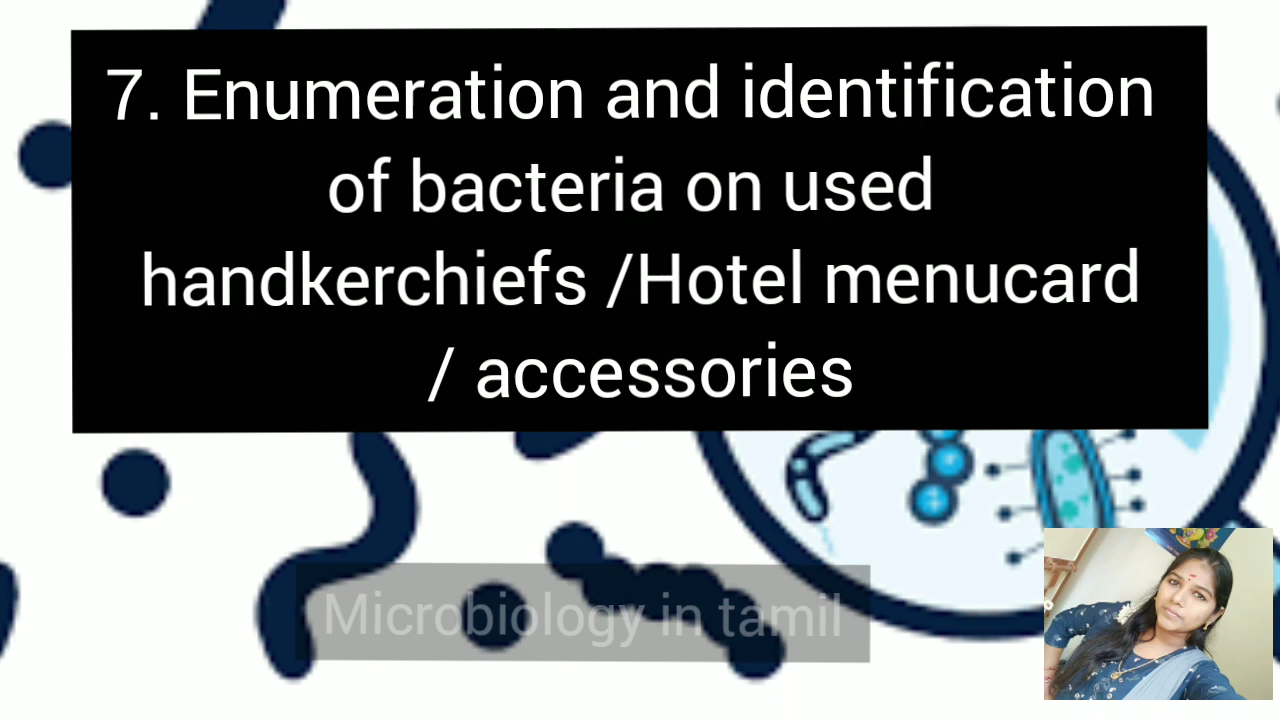 7. Enumeration and identification
of bacteria on used
handkerchiefs /Hotel menucard
/ accessories
Microbiology in tamil